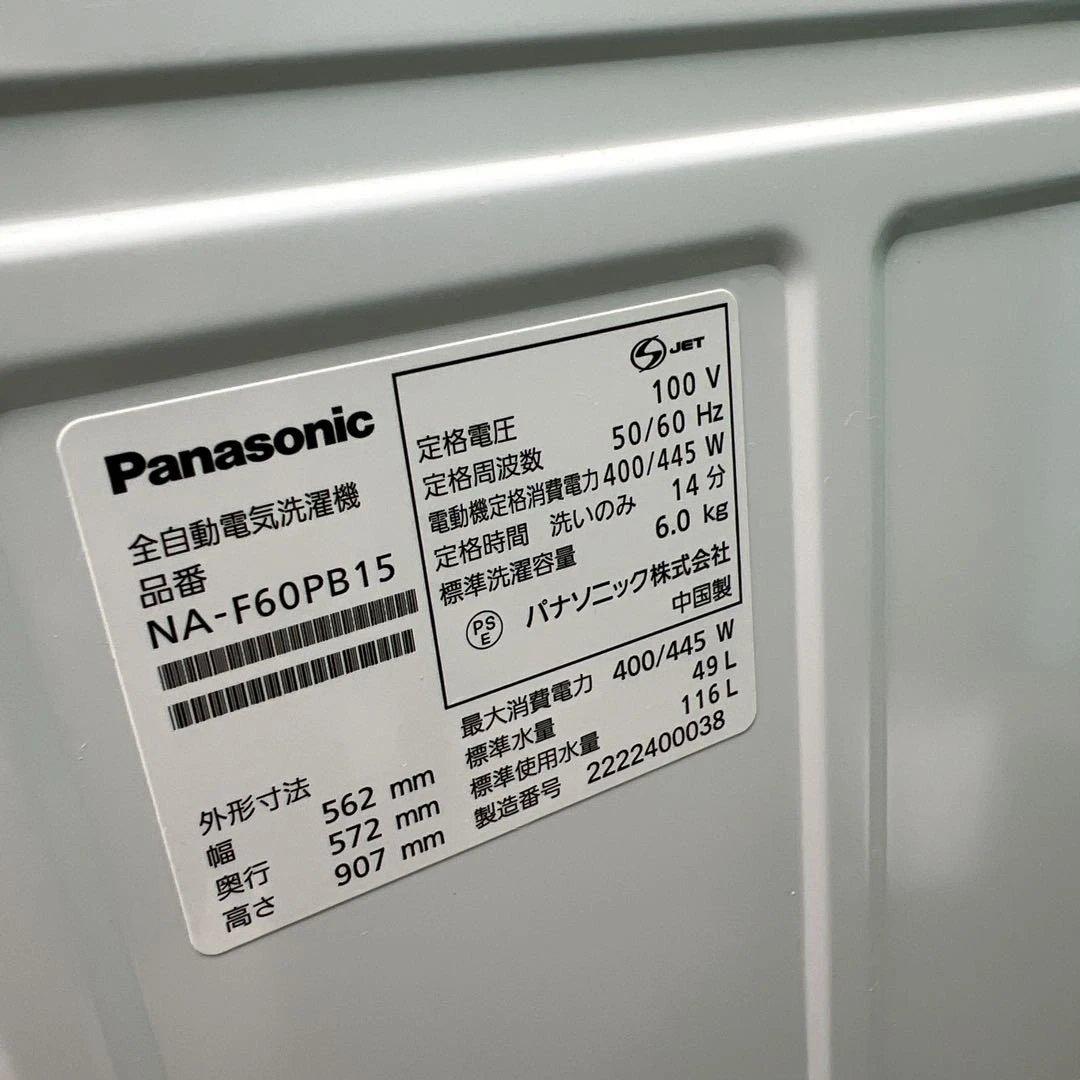 Panasonic
全自動電気洗濯機
品番
NA-F60PB15
外形寸法
幅 562 mm
奥行 572 mm
高さ 907 mm
JET
定格電圧 100 V
定格周波数 50/60 Hz
電動機定格消費電力 400/445 W
定格時間 洗いのみ 14 分
標準洗濯容量 6.0 kg
PS
E
パナソニック株式会社
中国製
最大消費電力 400/445 W
標準水量 49 L
標準使用水量 116 L
製造番号 2222400038